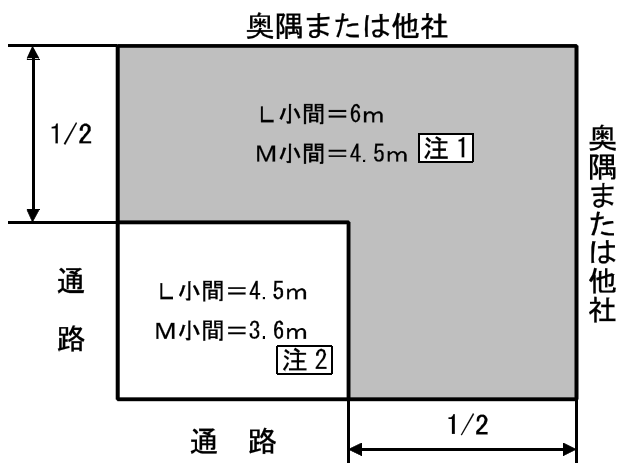 奥隅または他社
1/2
L小間＝6m
M小間＝4.5m 注1
奥隅または他社
通路
L小間＝4.5m
M小間＝3.6m
注2
1/2
通 路